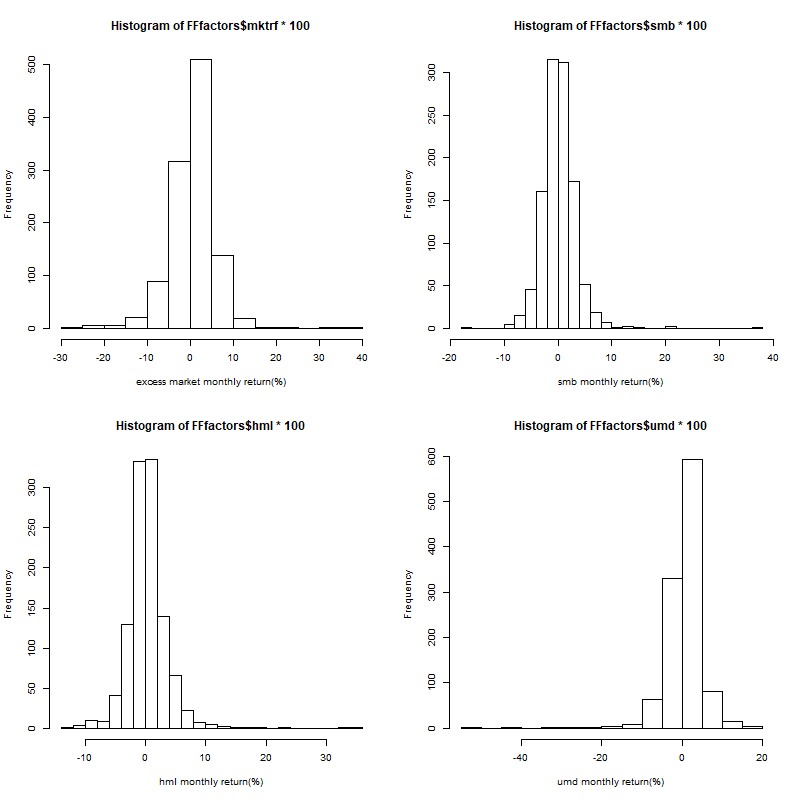 Histogram of FFfactors$mktrf * 100
Frequency
500
400
300
200
100
0
-30 -20 -10 0 10 20 30 40
excess market monthly return(%)
Histogram of FFfactors$smb * 100
Frequency
300
250
200
150
100
50
0
-20 -10 0 10 20 30 40
smb monthly return(%)
Histogram of FFfactors$hml * 100
Frequency
300
250
200
150
100
50
0
-10 0 10 20 30
hml monthly return(%)
Histogram of FFfactors$umd * 100
Frequency
600
500
400
300
200
100
0
-40 -20 0 20
umd monthly return(%)